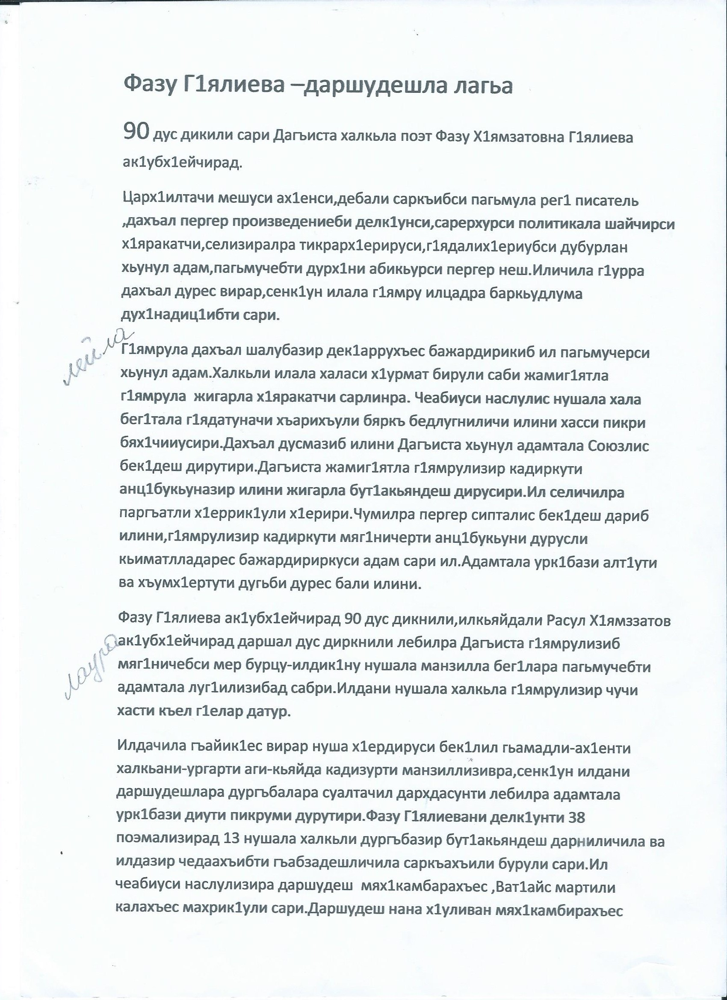 Фазу Г1ялиева –даршудешла лагьа
90 дус дикили сари Дагъиста халкьла поэт Фазу Х1ямзатовна Г1ялиева
ак1убх1ейчирад.
Царх1илтачи мешуси ах1енси,дебали саркъибси пагьмула рег1 писатель
,дахъал пергер произведениеби делк1унси,сарерхурси политикала шайчирси
х1яракатчи,селизиралра тикрарх1ерируси,г1ядалих1ериубси дубурлан
хьунул адам,пагьмучебти дурх1ни абикьурси пергер неш.Иличила г1урра
дахъал дурес вирар,сенк1ун илала г1ямру илцадра баркьудлума
дух1надиц1ибти сари.
лейла
Г1ямрула дахъал шалубазир дек1аррухъес бажардирикиб ил пагьмучерси
хьунул адам.Халкьли илала халаси х1урмат бирули саби жамиг1ятла
г1ямрула  жигарла х1яракатчи сарлинра. Чеабиуси наслулис нушала хала
бег1тала г1ядатуначи хъарихъули бяркъ бедлугниличи илини хасси пикри
бях1чииусири.Дахъал дусмазиб илини Дагъиста хьунул адамтала Союзлис
бек1деш дирутири.Дагъиста жамиг1ятла г1ямрулизир кадиркути
анц1букьуназир илини жигарла бут1акьяндеш дирусири.Ил селичилра
паргъатли х1еррик1ули х1ерири.Чумилра пергер сипталис бек1деш дариб
илини,г1ямрулизир кадиркути мяг1ничерти анц1букьуни дурусли
кьиматлладарес бажардириркуси адам сари ил.Адамтала урк1бази алт1ути
ва хъумх1ертути дугьби дурес бали илини.
лаура
Фазу Г1ялиева ак1убх1ейчирад 90 дус дикнили,илкьяйдали Расул Х1ямззатов
ак1убх1ейчирад даршал дус диркнили лебилра Дагъиста г1ямрулизиб
мяг1ничебси мер бурцу-илдик1ну нушала манзилла бег1лара пагьмучебти
адамтала луг1илизибад сабри.Илдани нушала халкьла г1ямрулизир чучи
хасти къел г1елар датур.
Илдачила гъайик1ес вирар нуша х1ердируси бек1лил гьамадли-ах1енти
халкьани-ургарти аги-кьяйда кадизурти манзиллизивра,сенк1ун илдани
даршудешлара дургъбалара суалтачил дархдасунти лебилра адамтала
урк1бази диути пикруми дурутири.Фазу Г1ялиевани делк1унти 38
поэмализирад 13 нушала халкьли дургъбазир бут1акьяндеш дарниличила ва
илдазир чедаахъибти гъабзадешличила саркъахъили бурули сари.Ил
чеабиуси наслулизира даршудеш  мях1камбарахъес ,Ват1айс мартили
калахъес махрик1ули сари.Даршудеш нана х1уливан мях1камбирахъес